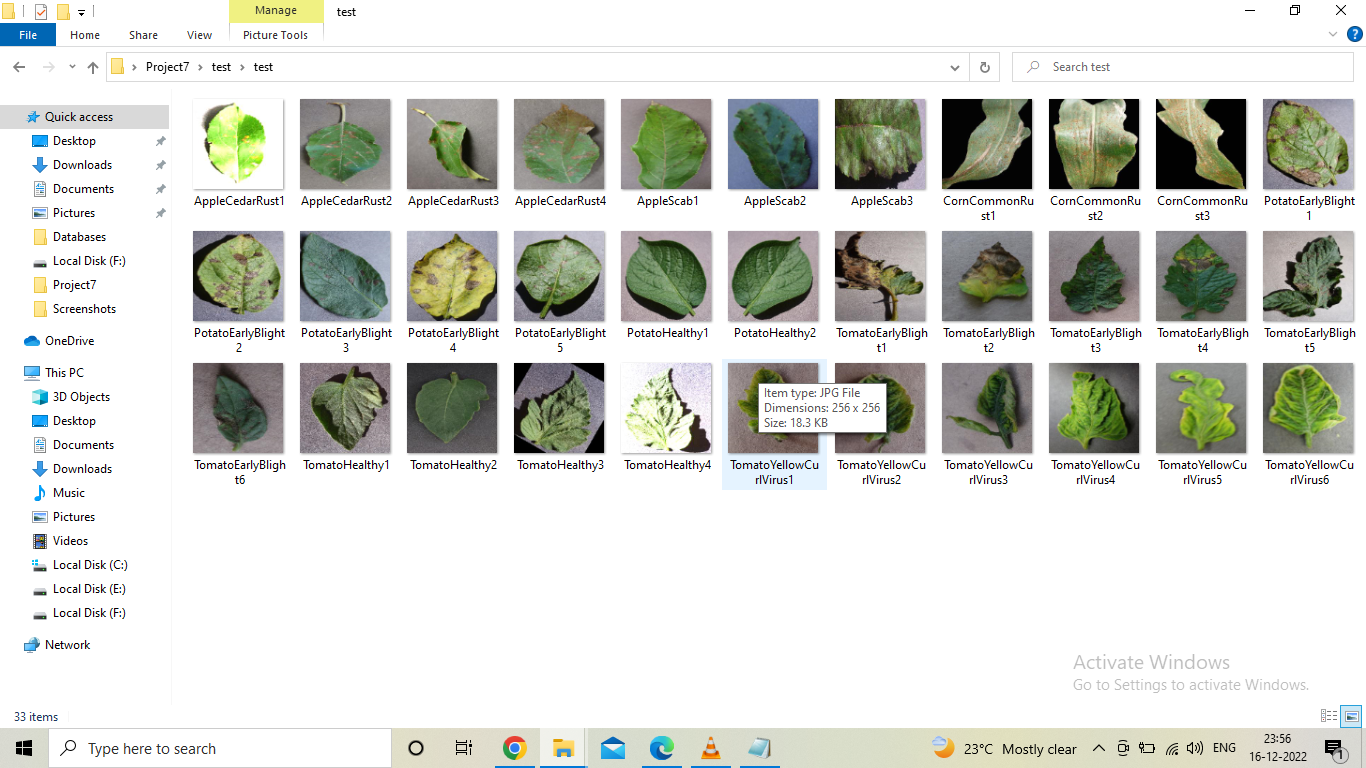 Manage
test
File
Home
Share
View
Picture Tools
Project7
test
test
Search test
Quick access
Desktop
Downloads
Documents
Pictures
Databases
Local Disk (F:)
Project7
Screenshots
OneDrive
This PC
3D Objects
Desktop
Documents
Downloads
Music
Pictures
Videos
Local Disk (C:)
Local Disk (E:)
Local Disk (F:)
Network
AppleCedarRust1
AppleCedarRust2
AppleCedarRust3
AppleCedarRust4
AppleScab1
AppleScab2
AppleScab3
CornCommonRu
st1
CornCommonRu
st2
CornCommonRu
st3
PotatoEarlyBlight
1
PotatoEarlyBlight
2
PotatoEarlyBlight
3
PotatoEarlyBlight
4
PotatoEarlyBlight
5
PotatoHealthy1
PotatoHealthy2
TomatoEarlyBligh
t1
TomatoEarlyBligh
t2
TomatoEarlyBligh
t3
TomatoEarlyBligh
t4
TomatoEarlyBligh
t5
TomatoEarlyBligh
t6
TomatoHealthy1
TomatoHealthy2
TomatoHealthy3
TomatoHealthy4
TomatoYellowCu
rlVirus1
TomatoYellowCu
rlVirus2
TomatoYellowCu
rlVirus3
TomatoYellowCu
rlVirus4
TomatoYellowCu
rlVirus5
TomatoYellowCu
rlVirus6
Item type: JPG File
Dimensions: 256 x 256
Size: 18.3 KB
Activate Windows
Go to Settings to activate Windows.
33 items
Type here to search
23°C Mostly clear
ENG
23:56
16-12-2022
1